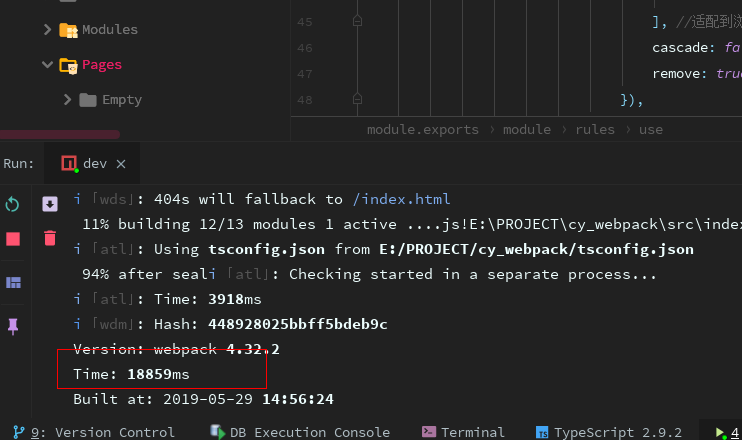 Modules
Pages
Empty
45 ], //适配到浏
46 cascade: fa
47 remove: true
48 }),
module.exports › module › rules › use
Run: dev ×
i ｢wds｣: 404s will fallback to /index.html
11% building 12/13 modules 1 active ....js!E:\PROJECT\cy_webpack\src\index
i ｢atl｣: Using tsconfig.json from E:/PROJECT/cy_webpack/tsconfig.json
94% after seali ｢atl｣: Checking started in a separate process...
i ｢atl｣: Time: 3918ms
i ｢wdm｣: Hash: 448928025bbff5bdeb9c
Version: webpack 4.32.2
Time: 18859ms
Built at: 2019-05-29 14:56:24
9: Version Control DB Execution Console Terminal TypeScript 2.9.2 4